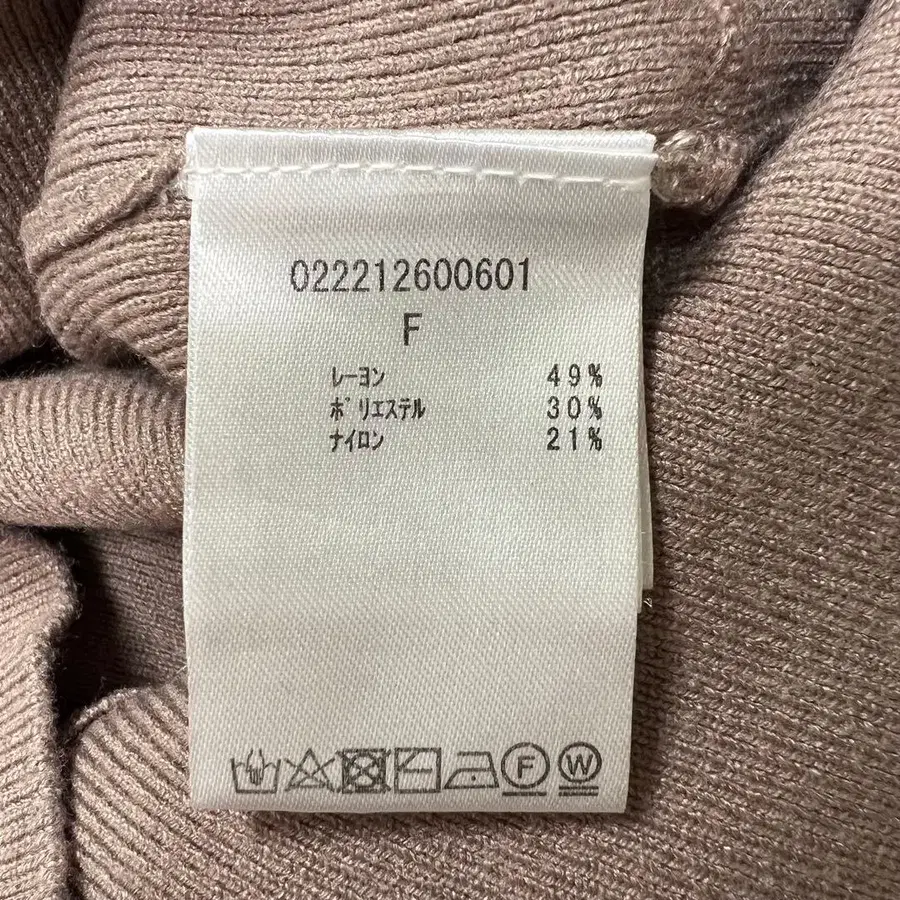 022212600601
F
レーヨン 49%
ポリエステル 30%
ナイロン 21%
F W